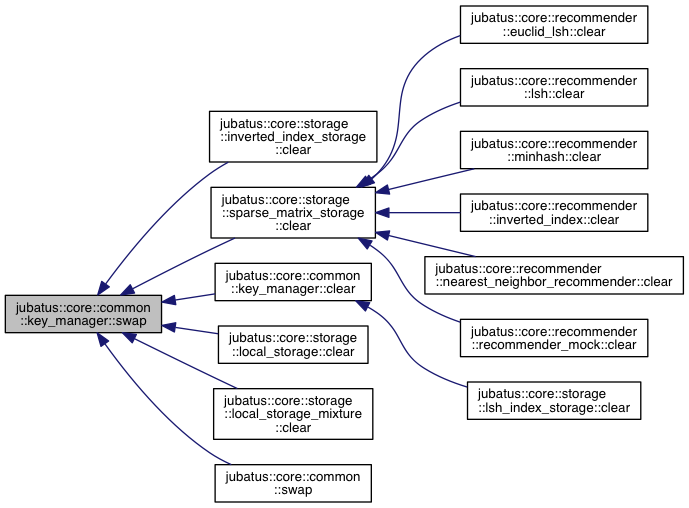 jubatus::core::common
::key_manager::swap
jubatus::core::storage
::inverted_index_storage
::clear
jubatus::core::storage
::sparse_matrix_storage
::clear
jubatus::core::common
::key_manager::clear
jubatus::core::storage
::local_storage::clear
jubatus::core::storage
::local_storage_mixture
::clear
jubatus::core::common
::swap
jubatus::core::recommender
::euclid_lsh::clear
jubatus::core::recommender
::lsh::clear
jubatus::core::recommender
::minhash::clear
jubatus::core::recommender
::inverted_index::clear
jubatus::core::recommender
::nearest_neighbor_recommender::clear
jubatus::core::recommender
::recommender_mock::clear
jubatus::core::storage
::lsh_index_storage::clear